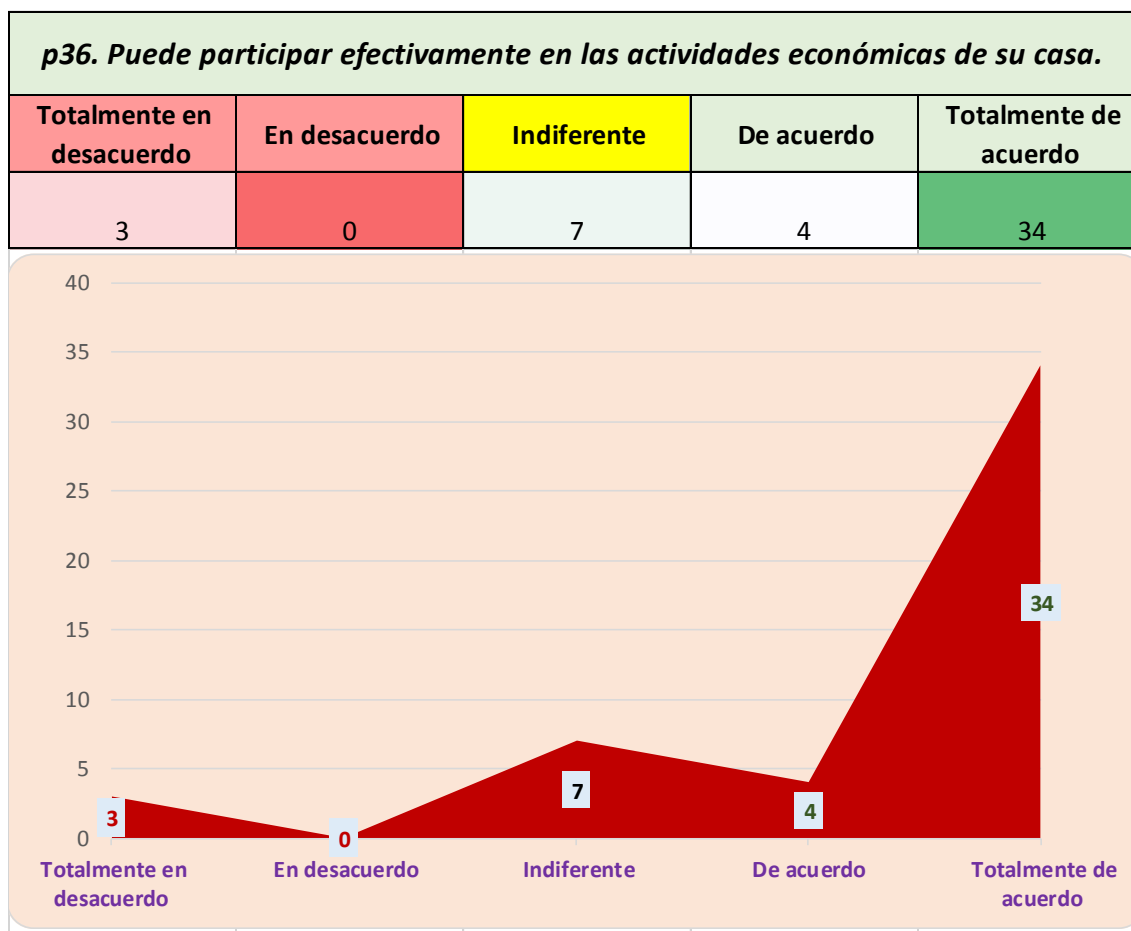 p36. Puede participar efectivamente en las actividades económicas de su casa.
Totalmente en desacuerdo
En desacuerdo
Indiferente
De acuerdo
Totalmente de acuerdo
3
0
7
4
34
40
35
30
25
20
15
10
5
0
3
0
7
4
34
Totalmente en desacuerdo
En desacuerdo
Indiferente
De acuerdo
Totalmente de acuerdo